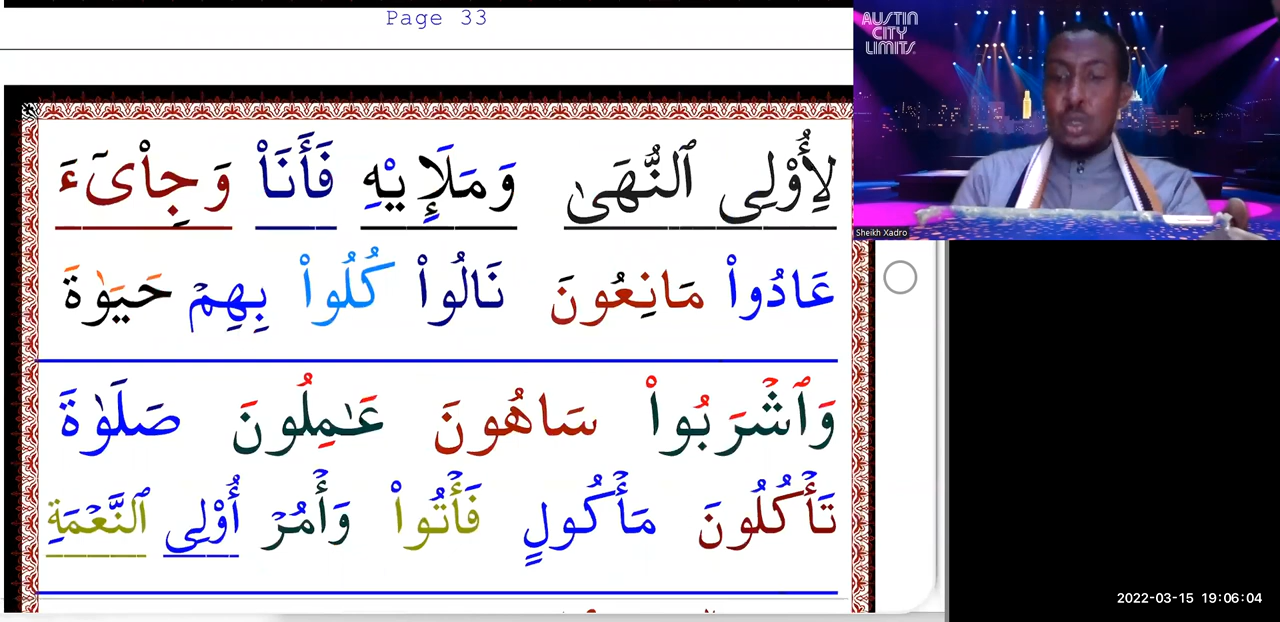 Page 33
AUSTIN
CITY
LIMITS
Sheikh Xadro
لِأُوْلِى ٱلنُّهَىٰ وَمَلَإِيْهِ فَأَنَا۠ وَجِا۟ىٓءَ
عَادُوا۟ مَانِعُونَ نَالُوا۟ كُلُوا۟ بِهِمْ حَيَوٰةَ
وَٱشْرَبُوا۟ سَاهُونَ عَـٰمِلُونَ صَلَوٰةَ
تَأْكُلُونَ مَأْكُولٍ فَأْتُوا۟ وَأْمُرْ أُوْلِى ٱلنَّعْمَةِ
2022-03-15 19:06:04